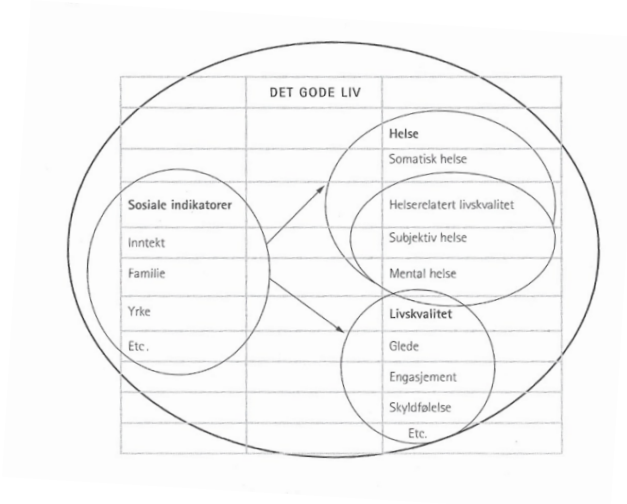 DET GODE LIV
Helse
Somatisk helse
Sosiale indikatorer
Helserelatert livskvalitet
Inntekt
Subjektiv helse
Familie
Mental helse
Yrke
Livskvalitet
Etc.
Glede
Engasjement
Skyldfølelse
Etc.